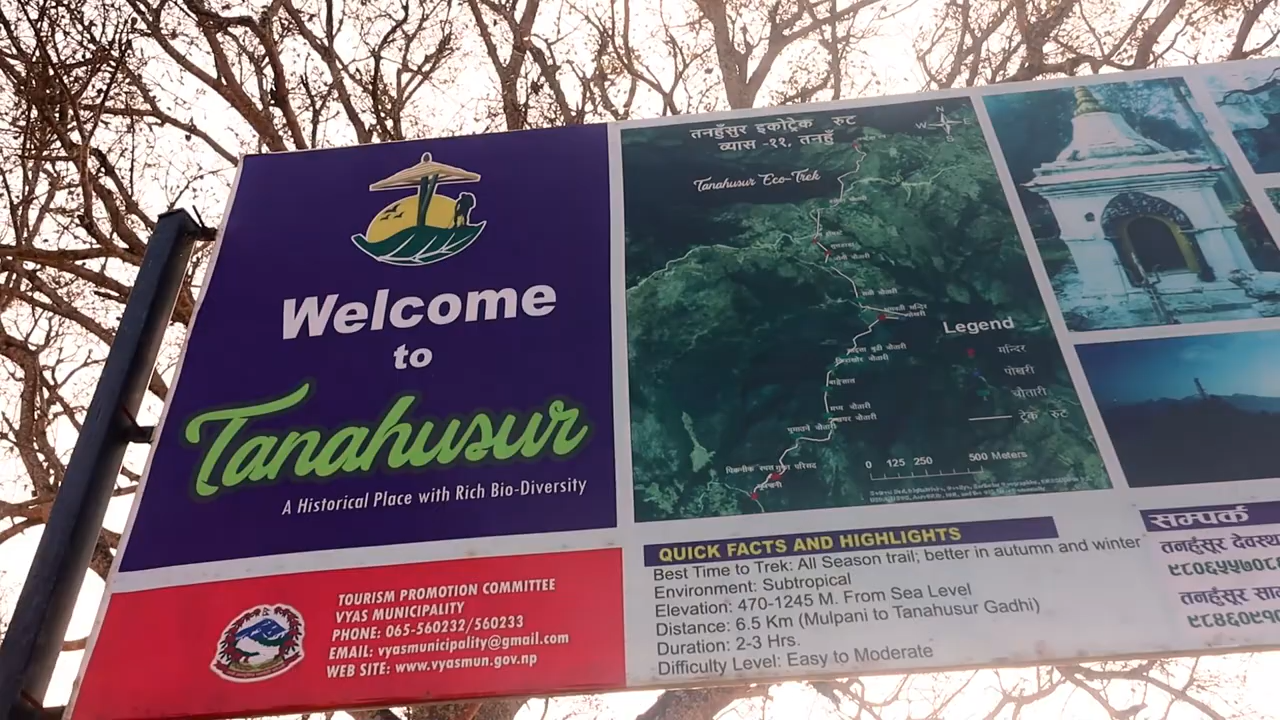 Welcome
to
Tanahusur
A Historical Place with Rich Bio-Diversity
TOURISM PROMOTION COMMITTEE
VYAS MUNICIPALITY
PHONE: 065-560232/560233
EMAIL: vyasmunicipality@gmail.com
WEB SITE: www.vyasmun.gov.np
तनहुँसुर इकोट्रेक रुट
व्यास -११, तनहुँ
Tanahusur Eco-Trek
N
W
Legend
मन्दिर
पोखरी
चौतारी
ट्रेक रुट
0 125 250 500 Meters
QUICK FACTS AND HIGHLIGHTS
Best Time to Trek: All Season trail; better in autumn and winter
Environment: Subtropical
Elevation: 470-1245 M. From Sea Level
Distance: 6.5 Km (Mulpani to Tanahusur Gadhi)
Duration: 2-3 Hrs.
Difficulty Level: Easy to Moderate
सम्पर्क
तनहुँसुर
तनहुँसुर